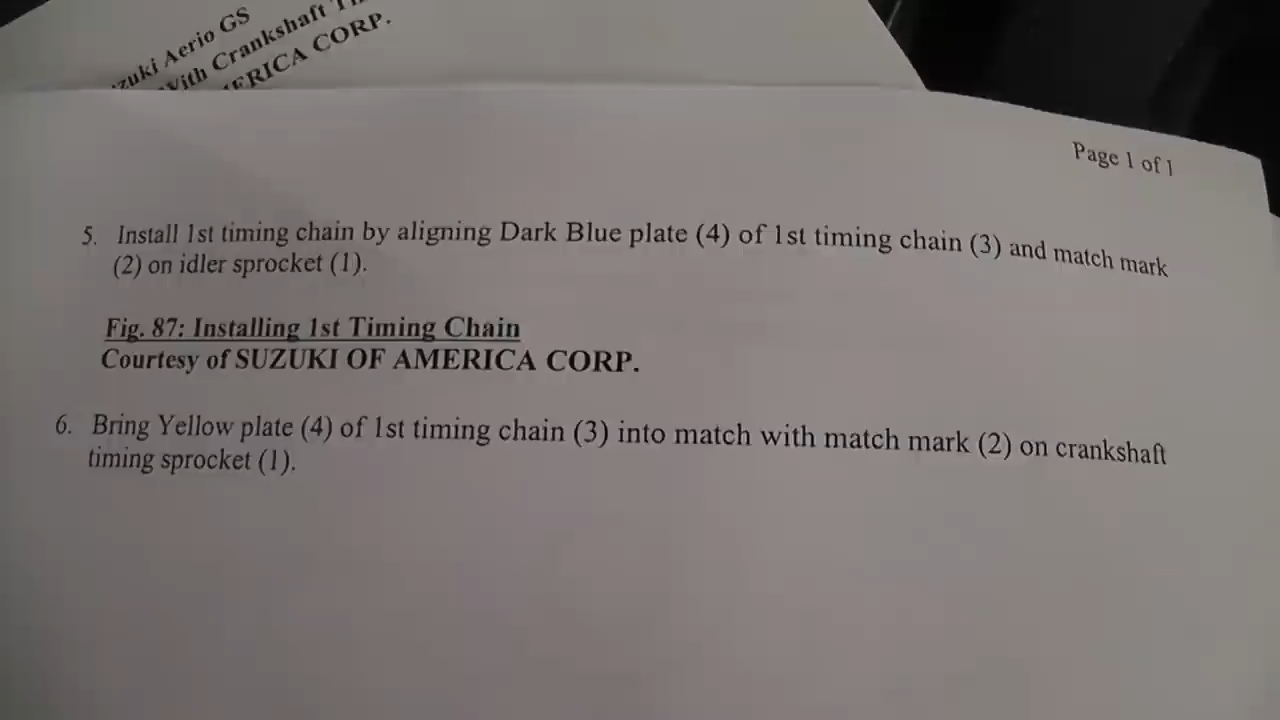 Aerio GS
With Crankshaft
CORP.
Page 1 of 1
5. Install 1st timing chain by aligning Dark Blue plate (4) of 1st timing chain (3) and match mark
(2) on idler sprocket (1).
Fig. 87: Installing 1st Timing Chain
Courtesy of SUZUKI OF AMERICA CORP.
6. Bring Yellow plate (4) of 1st timing chain (3) into match with match mark (2) on crankshaft
timing sprocket (1).